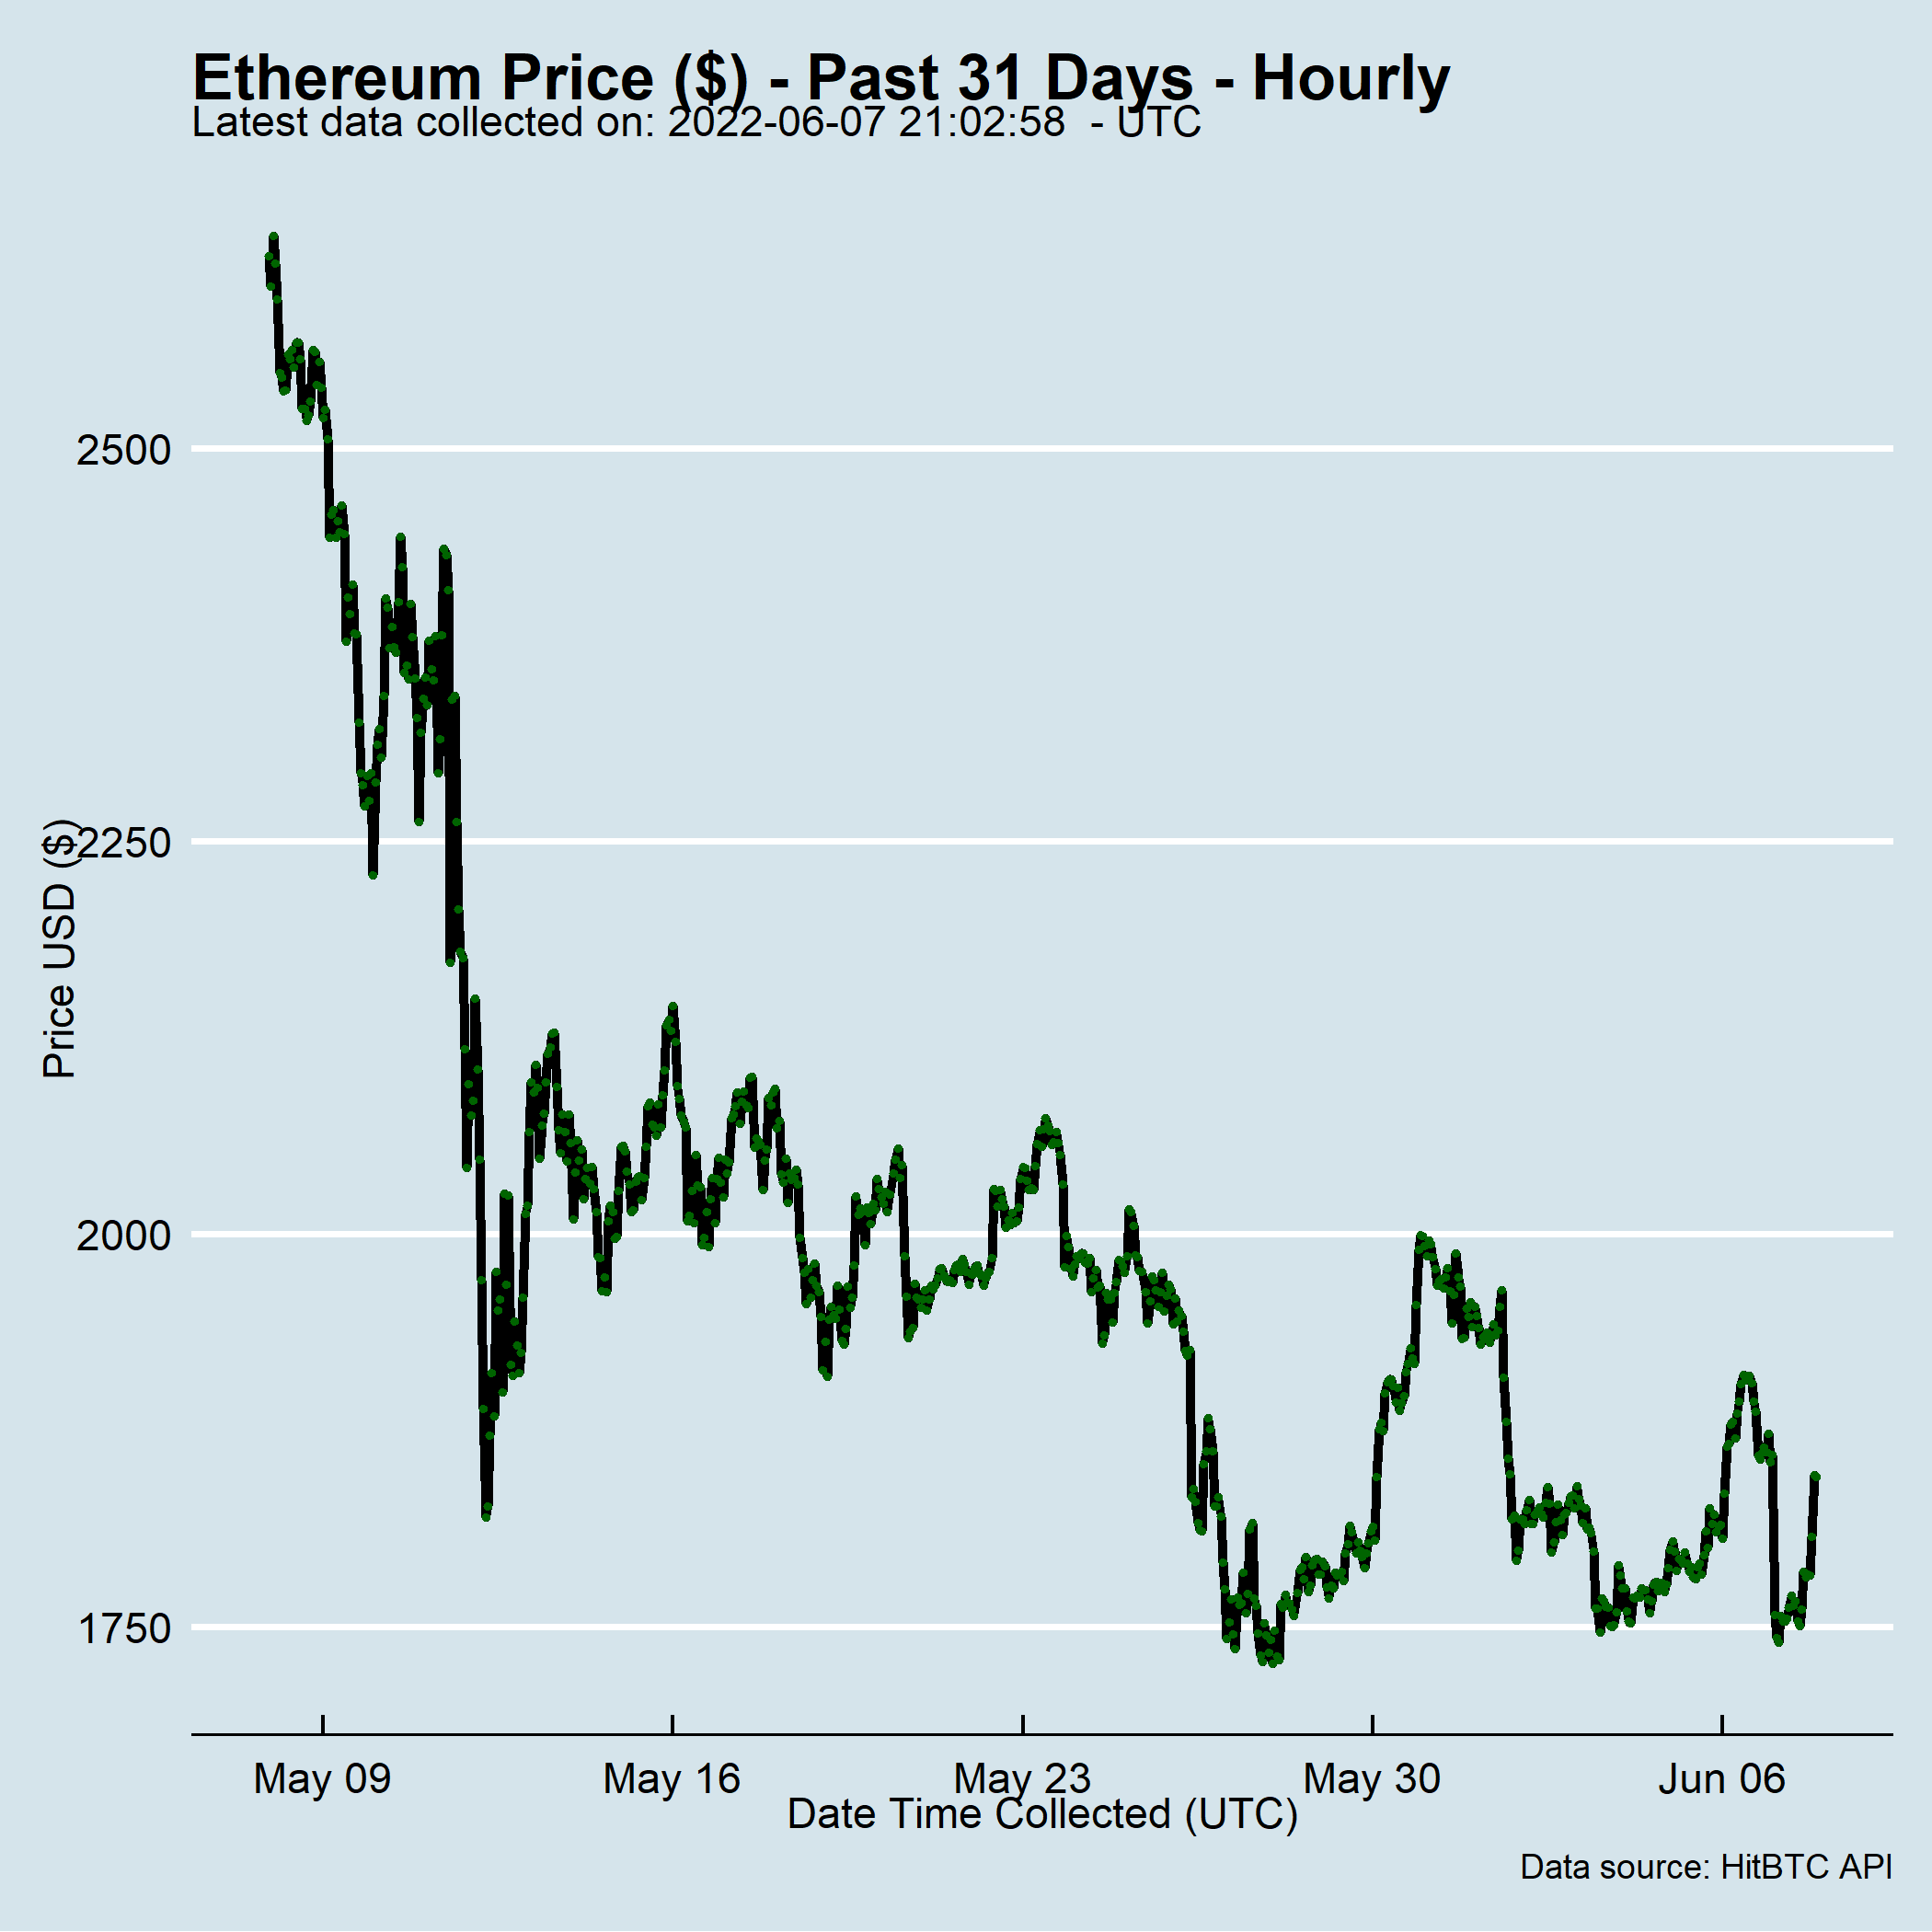 Ethereum Price ($) - Past 31 Days - Hourly
Latest data collected on: 2022-06-07 21:02:58  - UTC
2500
2250
2000
1750
Price USD ($)
May 09
May 16
May 23
May 30
Jun 06
Date Time Collected (UTC)
Data source: HitBTC API